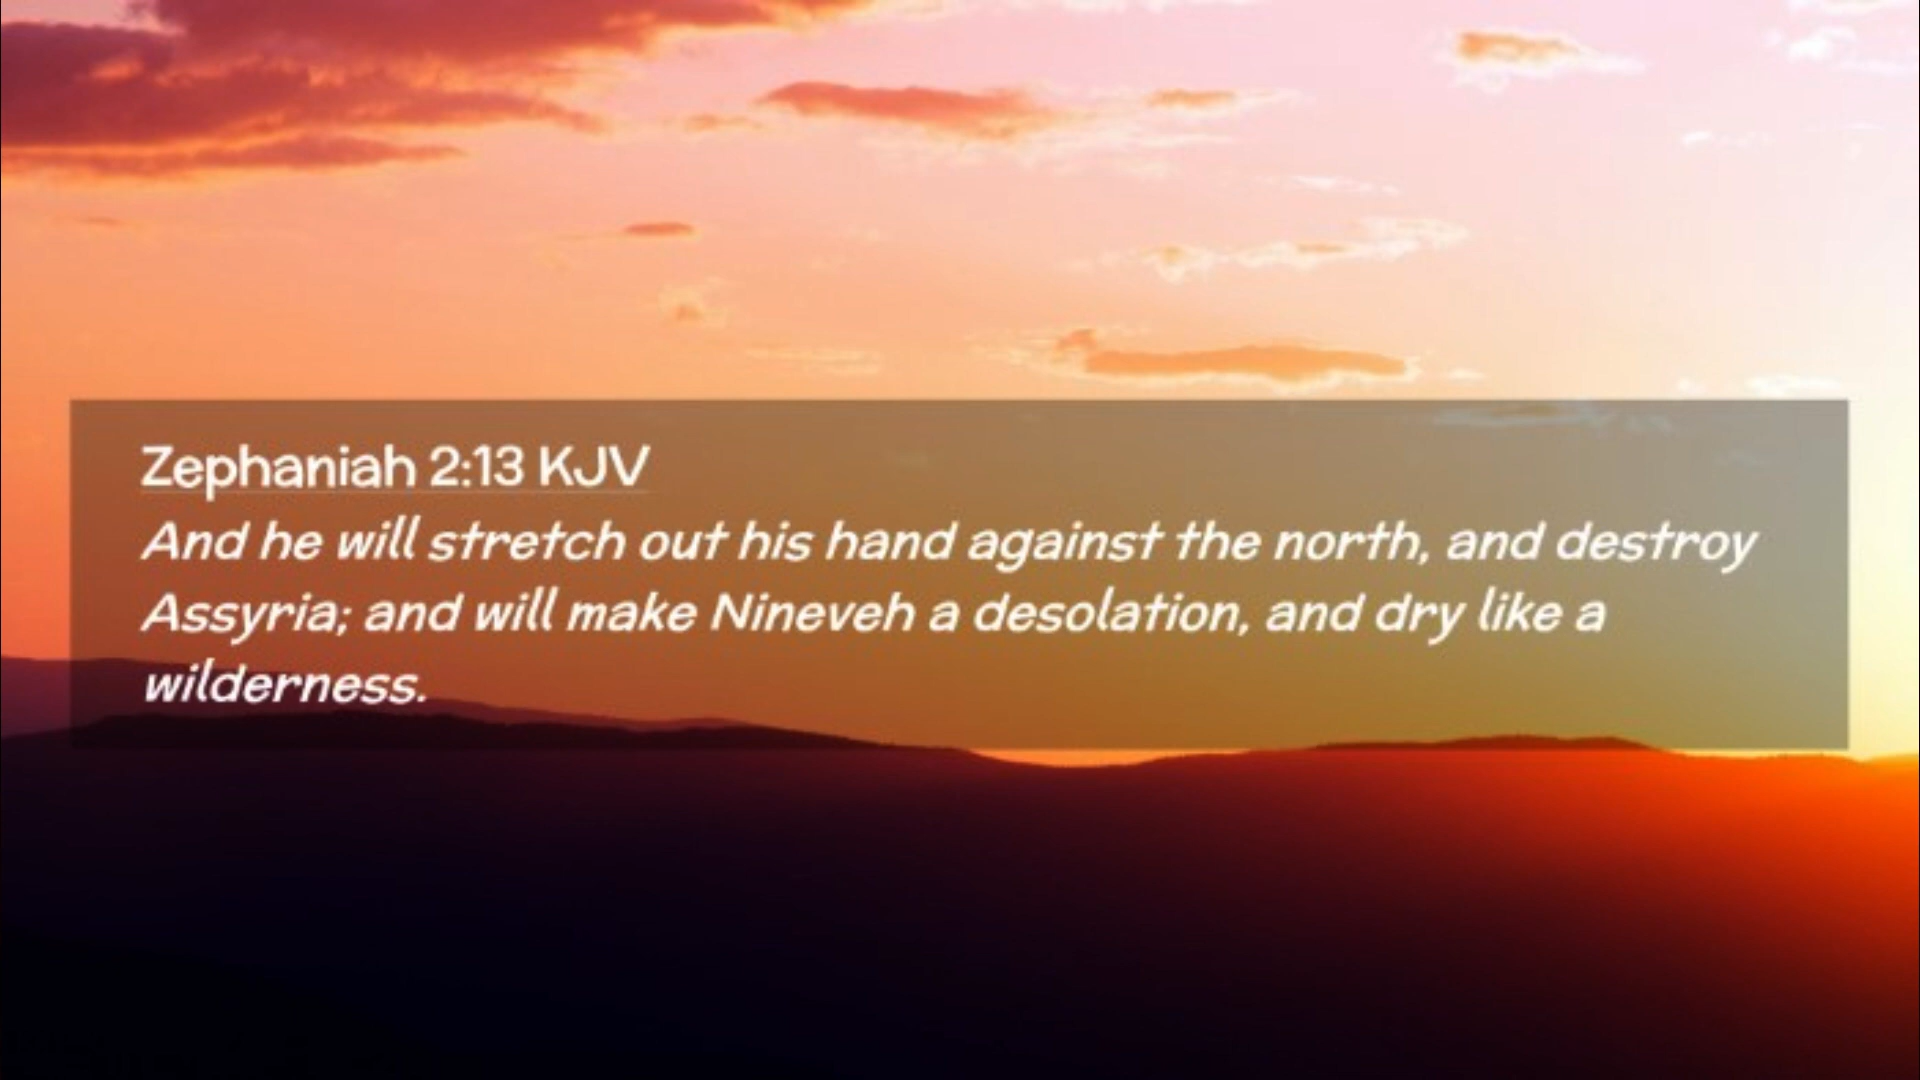 Zephaniah 2:13 KJV
And he will stretch out his hand against the north, and destroy
Assyria; and will make Nineveh a desolation, and dry like a
wilderness.